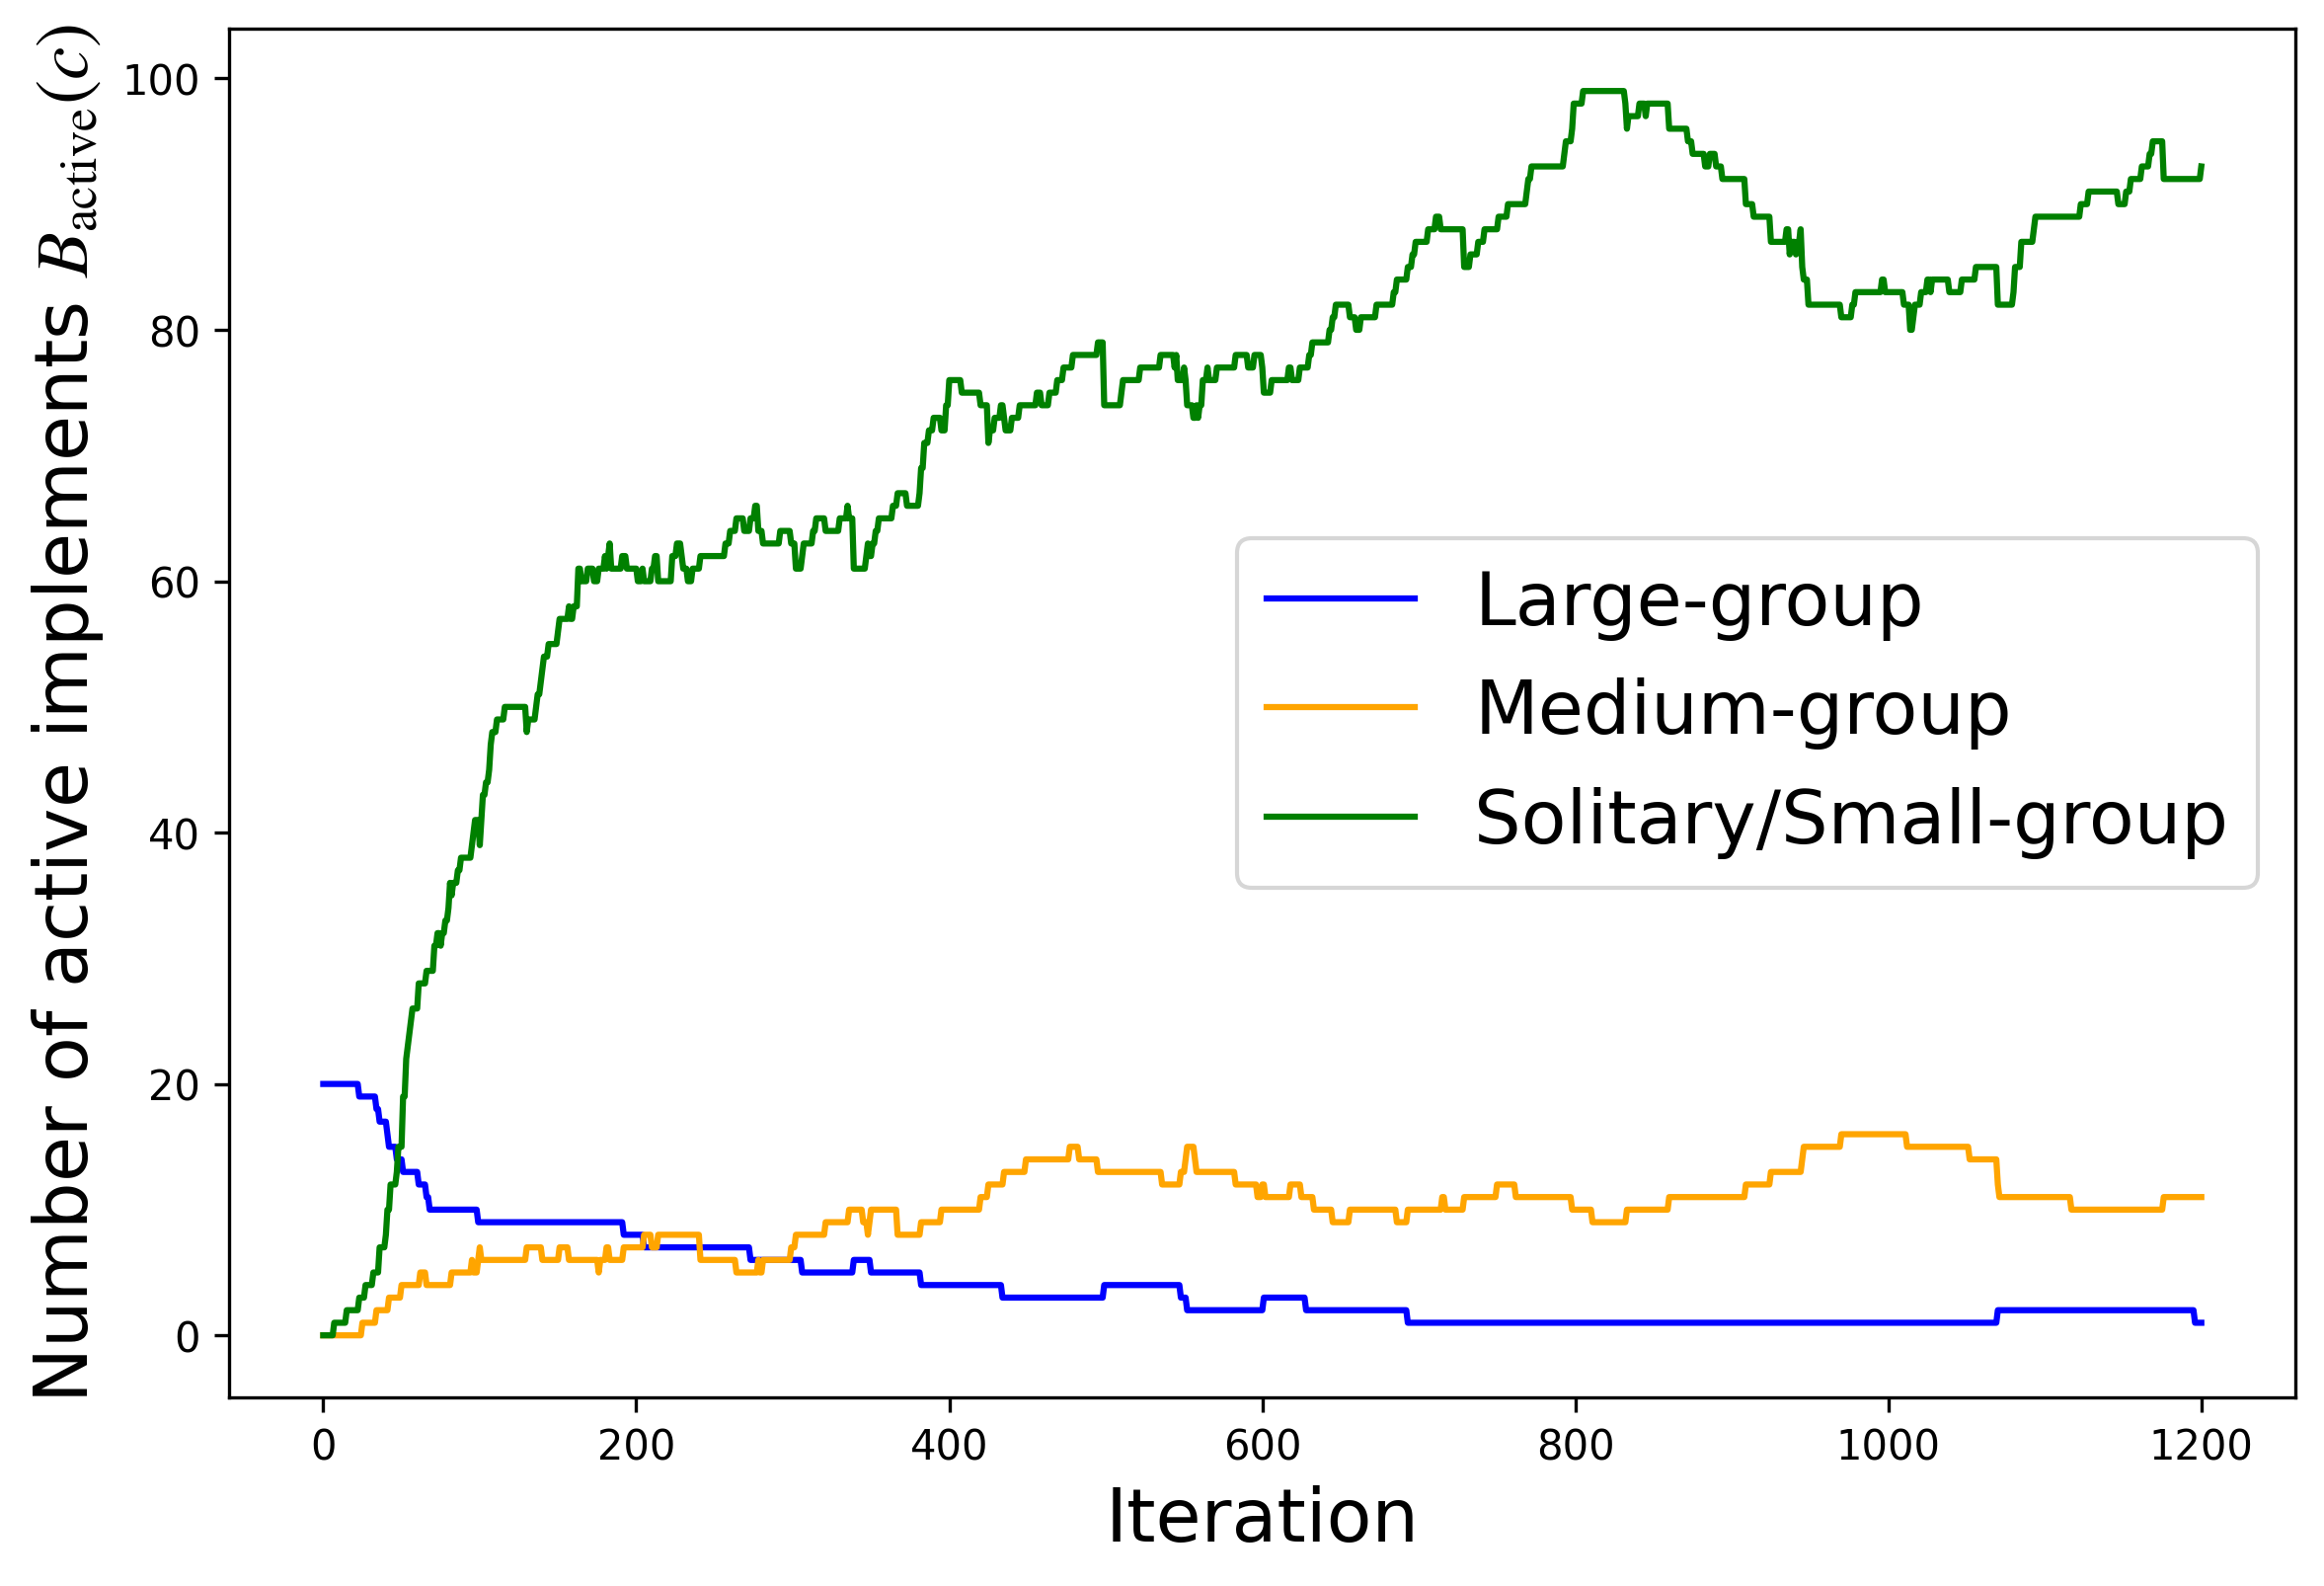 Number of active implements B_active(c)
100
80
60
40
20
0
Large-group
Medium-group
Solitary/Small-group
0 200 400 600 800 1000 1200
Iteration